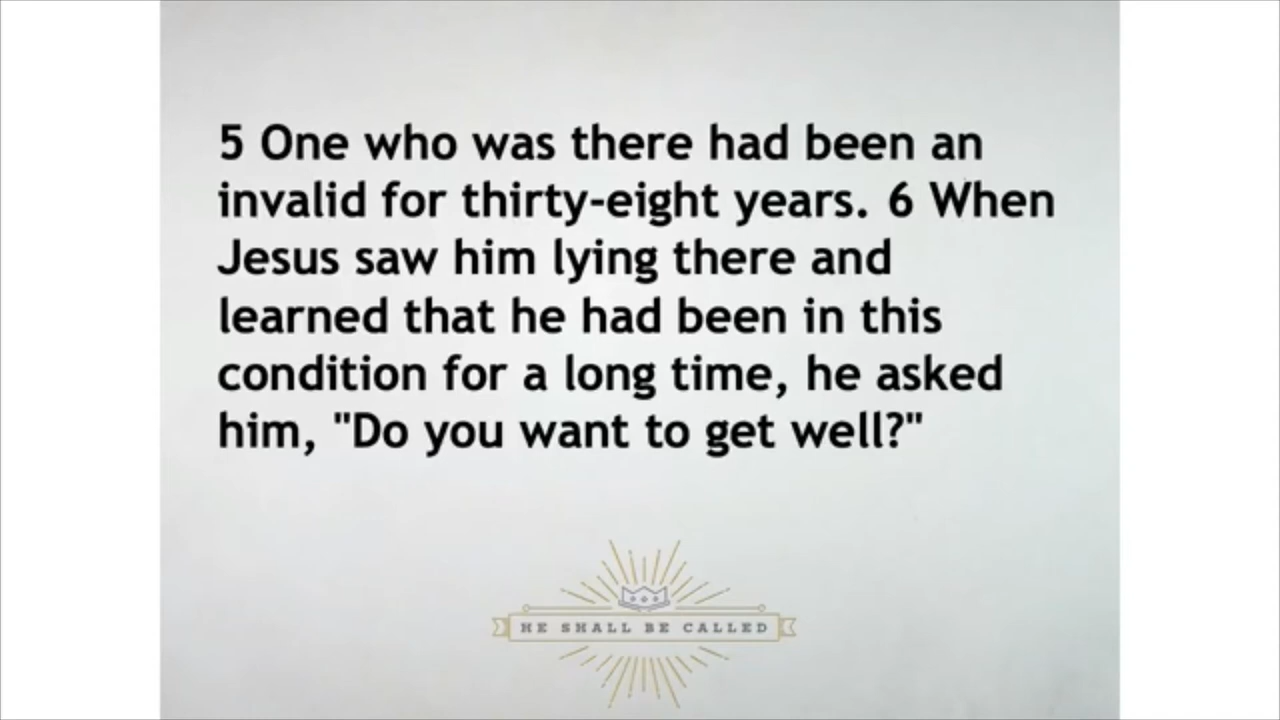 5 One who was there had been an
invalid for thirty-eight years. 6 When
Jesus saw him lying there and
learned that he had been in this
condition for a long time, he asked
him, "Do you want to get well?"
HE SHALL BE CALLED